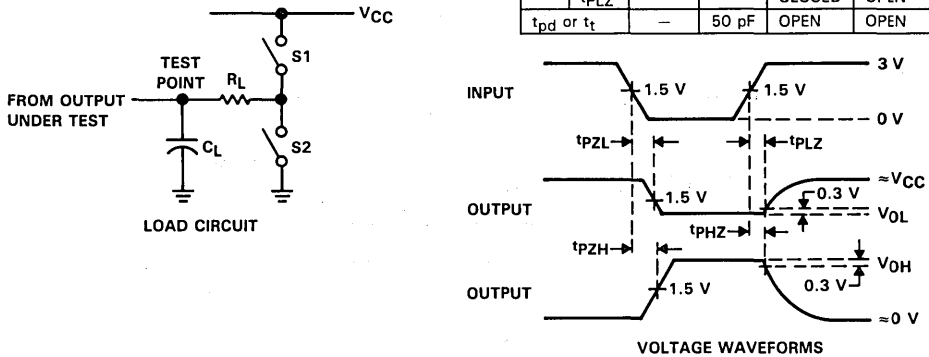 tPLZ CLOSED OPEN
tpd or tt – 50 pF OPEN OPEN
VCC
S1
TEST
POINT
RL
FROM OUTPUT
UNDER TEST
CL
S2
LOAD CIRCUIT
INPUT
1.5 V
1.5 V
3 V
0 V
tPZL
tPLZ
OUTPUT
1.5 V
≈VCC
0.3 V
VOL
tPHZ
tPZH
OUTPUT
1.5 V
VOH
0.3 V
≈0 V
VOLTAGE WAVEFORMS